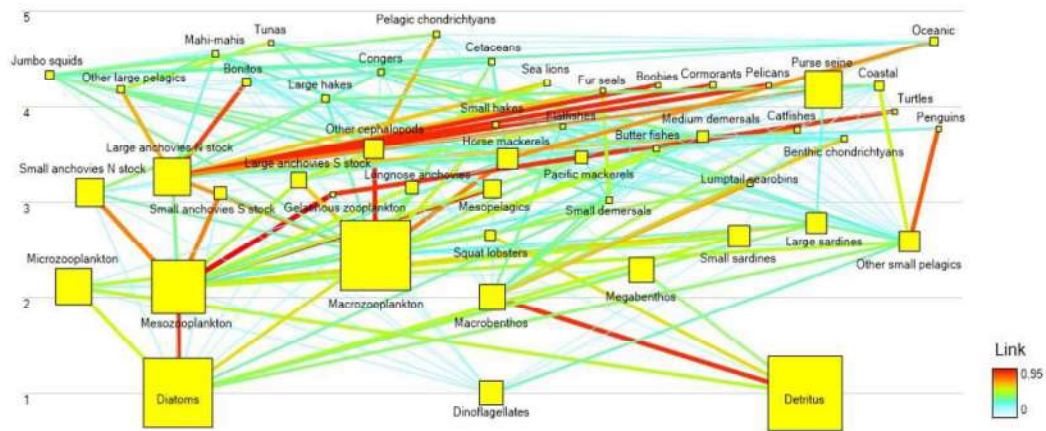 5
Tunas
Pelagic chondrichtyans
Oceanic
Mahi-mahis
Cetaceans
Jumbo squids
Bonitos
Congers
Purse seine
Other large pelagics
Large hakes
Sea lions
Fur seals
Boobies
Cormorants
Pelicans
Coastal
4
Small hakes
Turtles
Other cephalopods
Flatfishes
Medium demersals
Catfishes
Penguins
Large anchovies N stock
Horse mackerels
Butter fishes
Small anchovies N stock
Large anchovies S stock
Longnose anchovies
Pacific mackerels
Benthic chondrichtyans
Lumptail searobins
3
Small anchovies S stock
Gelatinous zooplankton
Mesopelagics
Small demersals
Microzooplankton
Squat lobsters
Small sardines
Large sardines
Other small pelagics
2
Mesozooplankton
Macrozooplankton
Macrobenthos
Megabenthos
Link
0.95
0
1
Diatoms
Dinoflagellates
Detritus